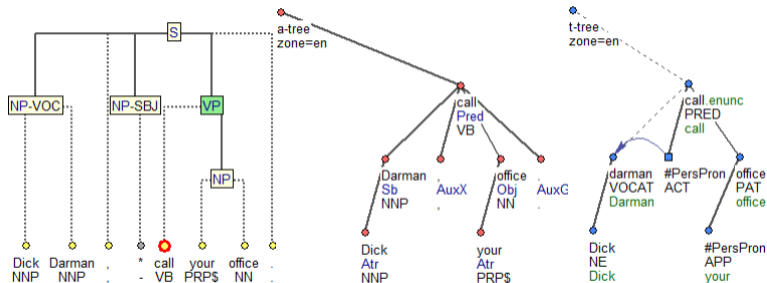 S
NP-VOC NP-SBJ VP
NP
Dick Darman , * call your office .
NNP NNP , - VB PRP$ NN .
a-tree
zone=en
call
Pred
VB
Darman , office .
Sb AuxX Obj AuxG
NNP , NN .
Dick your
Atr Atr
NNP PRP$
t-tree
zone=en
call.enunc
PRED
call
darman #PersPron office
VOCAT ACT PAT
Darman office
Dick #PersPron
NE APP
Dick your